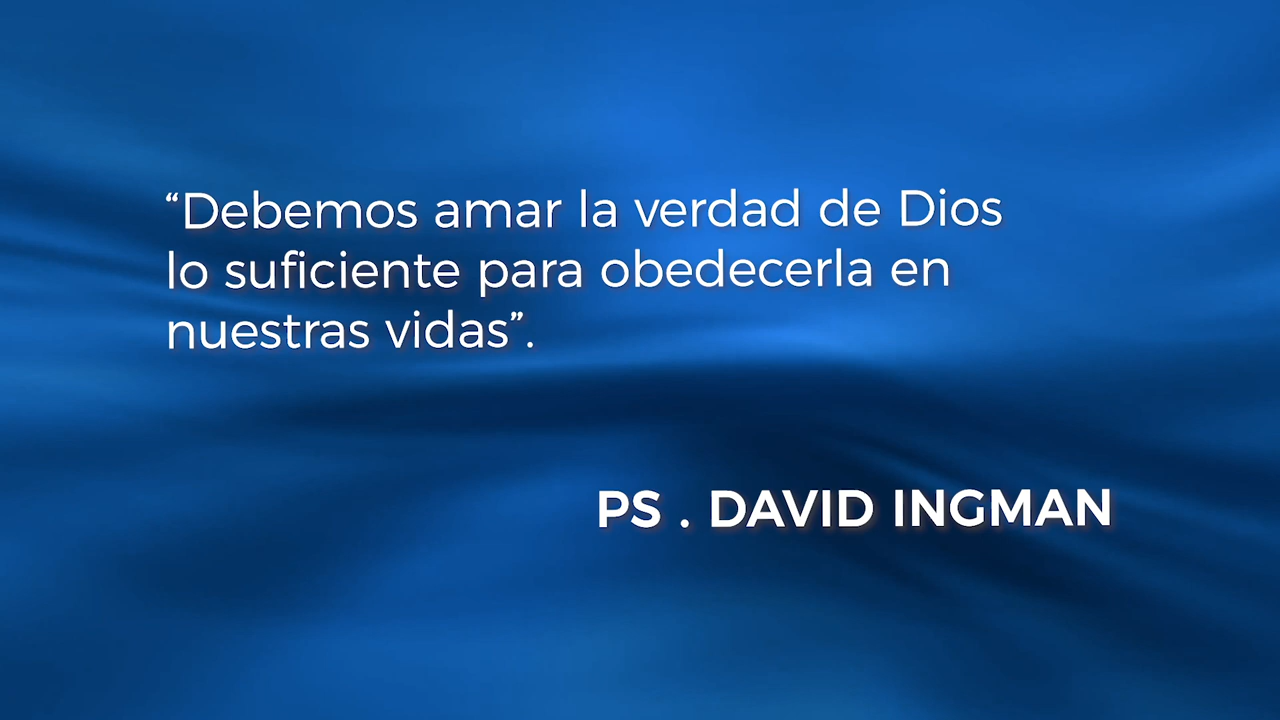 “Debemos amar la verdad de Dios
lo suficiente para obedecerla en
nuestras vidas”.
PS . DAVID INGMAN